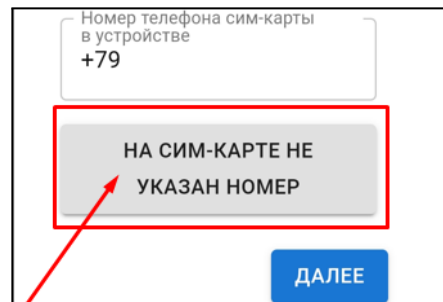 Номер телефона сим-карты
в устройстве
+79
НА СИМ-КАРТЕ НЕ
УКАЗАН НОМЕР
ДАЛЕЕ